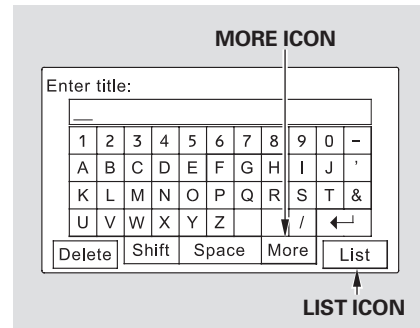 MORE ICON
Enter title:
1 2 3 4 5 6 7 8 9 0 –
A B C D E F G H I J '
K L M N O P Q R S T &
U V W X Y Z /
Delete Shift Space More List
LIST ICON